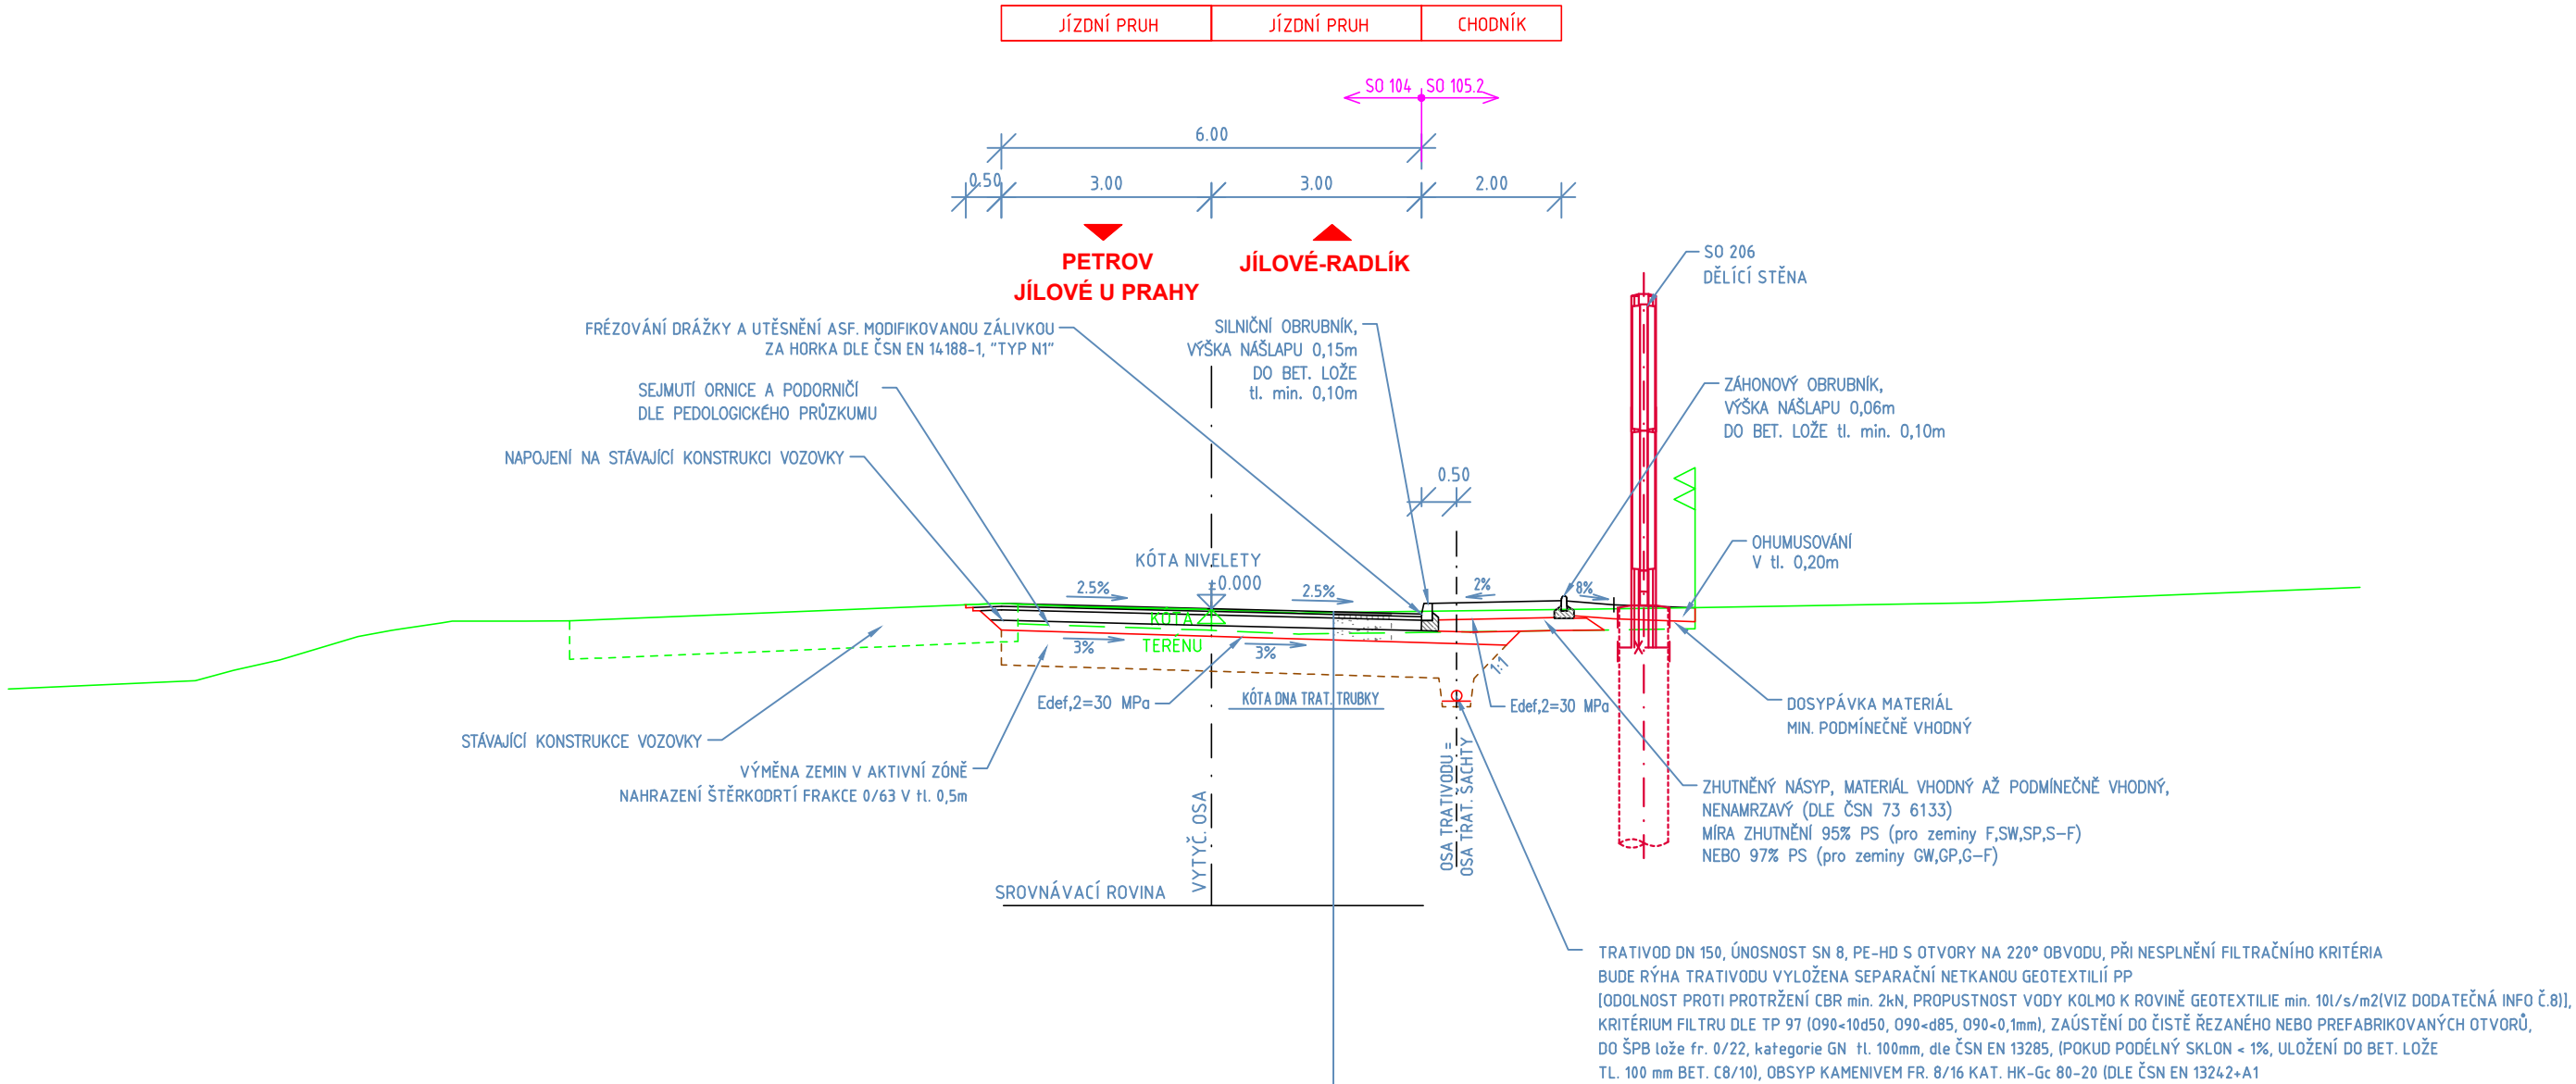 JÍZDNÍ PRUH
JÍZDNÍ PRUH
CHODNÍK
SO 104
SO 105.2
6.00
0.50
3.00
3.00
2.00
PETROV
JÍLOVÉ U PRAHY
JÍLOVÉ-RADLÍK
SO 206
DĚLÍCÍ STĚNA
FRÉZOVÁNÍ DRÁŽKY A UTĚSNĚNÍ ASF. MODIFIKOVANOU ZÁLIVKOU
ZA HORKA DLE ČSN EN 14188-1, "TYP N1"
SILNIČNÍ OBRUBNÍK,
VÝŠKA NÁŠLAPU 0,15m
DO BET. LOŽE
tl. min. 0,10m
SEJMUTÍ ORNICE A PODORNIČÍ
DLE PEDOLOGICKÉHO PRŮZKUMU
ZÁHONOVÝ OBRUBNÍK,
VÝŠKA NÁŠLAPU 0,06m
DO BET. LOŽE tl. min. 0,10m
NAPOJENÍ NA STÁVAJÍCÍ KONSTRUKCI VOZOVKY
0.50
OHUMUSOVÁNÍ
V tl. 0,20m
KÓTA NIVELETY
±0.000
2.5%
2.5%
2%
8%
KÓTA
TERÉNU
3%
3%
1:1
Edef,2=30 MPa
KÓTA DNA TRAT. TRUBKY
Edef,2=30 MPa
DOSYPÁVKA MATERIÁL
MIN. PODMÍNEČNĚ VHODNÝ
STÁVAJÍCÍ KONSTRUKCE VOZOVKY
VÝMĚNA ZEMIN V AKTIVNÍ ZÓNĚ
NAHRAZENÍ ŠTĚRKODRTÍ FRAKCE 0/63 V tl. 0,5m
VYTYČ. OSA
OSA TRATIVODU =
OSA TRAT. ŠACHTY
ZHUTNĚNÝ NÁSYP, MATERIÁL VHODNÝ AŽ PODMÍNEČNĚ VHODNÝ,
NENAMRZAVÝ (DLE ČSN 73 6133)
MÍRA ZHUTNĚNÍ 95% PS (pro zeminy F,SW,SP,S-F)
NEBO 97% PS (pro zeminy GW,GP,G-F)
SROVNÁVACÍ ROVINA
TRATIVOD DN 150, ÚNOSNOST SN 8, PE-HD S OTVORY NA 220° OBVODU, PŘI NESPLNĚNÍ FILTRAČNÍHO KRITÉRIA
BUDE RÝHA TRATIVODU VYLOŽENA SEPARAČNÍ NETKANOU GEOTEXTILIÍ PP
[ODOLNOST PROTI PROTRŽENÍ CBR min. 2kN, PROPUSTNOST VODY KOLMO K ROVINĚ GEOTEXTILIE min. 10l/s/m2(VIZ DODATEČNÁ INFO Č.8)],
KRITÉRIUM FILTRU DLE TP 97 (O90<10d50, O90<d85, O90<0,1mm), ZAÚSTĚNÍ DO ČISTĚ ŘEZANÉHO NEBO PREFABRIKOVANÝCH OTVORŮ,
DO ŠPB lože fr. 0/22, kategorie GN tl. 100mm, dle ČSN EN 13285, (POKUD PODÉLNÝ SKLON < 1%, ULOŽENÍ DO BET. LOŽE
TL. 100 mm BET. C8/10), OBSYP KAMENIVEM FR. 8/16 KAT. HK-Gc 80-20 (DLE ČSN EN 13242+A1